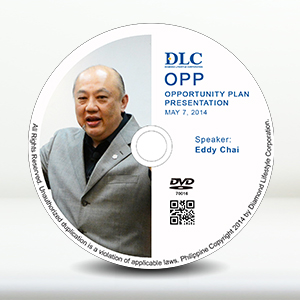 DLC
OPP
OPPORTUNITY PLAN
PRESENTATION
MAY 7, 2014
Speaker:
Eddy Chai
DVD
70016
All Rights Reserved. Unauthorized duplication is a violation of applicable laws. Philippine Copyright 2014 by Diamond Lifestyle Corporation.